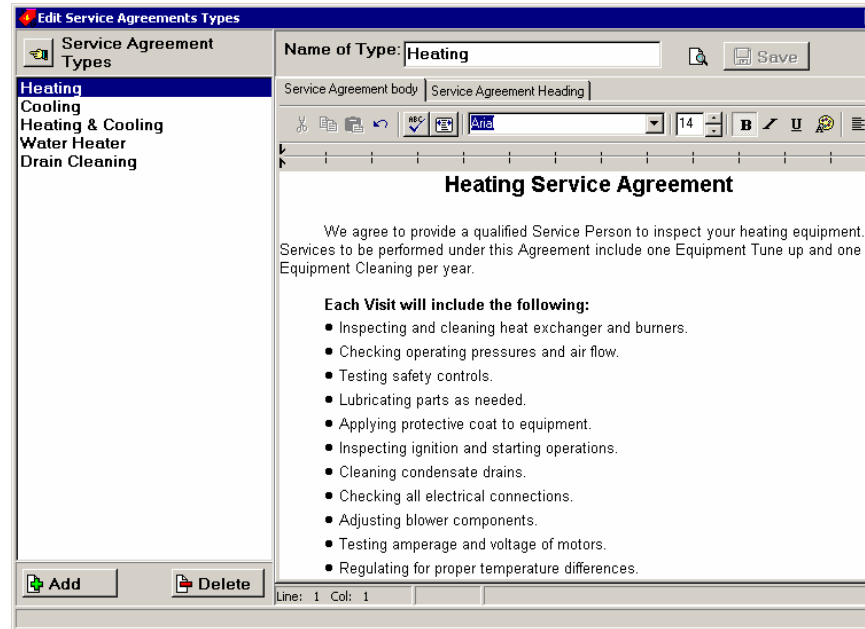 Edit Service Agreements Types
Service Agreement
Types
Name of Type:
Heating
Save
Heating
Cooling
Heating & Cooling
Water Heater
Drain Cleaning
Service Agreement body
Service Agreement Heading
ABC
Arial
14
B
I
U
Heating Service Agreement
We agree to provide a qualified Service Person to inspect your heating equipment.
Services to be performed under this Agreement include one Equipment Tune up and one
Equipment Cleaning per year.
Each Visit will include the following:
● Inspecting and cleaning heat exchanger and burners.
● Checking operating pressures and air flow.
● Testing safety controls.
● Lubricating parts as needed.
● Applying protective coat to equipment.
● Inspecting ignition and starting operations.
● Cleaning condensate drains.
● Checking all electrical connections.
● Adjusting blower components.
● Testing amperage and voltage of motors.
● Regulating for proper temperature differences.
Add
Delete
Line: 1 Col: 1